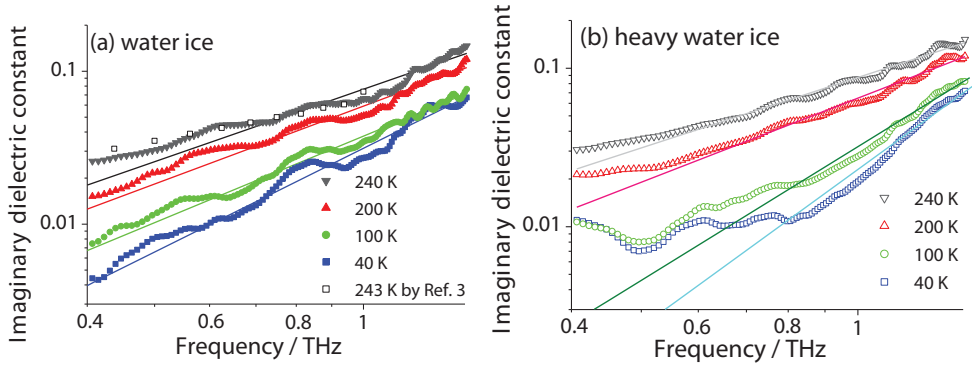 (a) water ice
Imaginary dielectric constant
0.1
0.01
240 K
200 K
100 K
40 K
243 K by Ref. 3
0.4
0.6
0.8
1
Frequency / THz
(b) heavy water ice
Imaginary dielectric constant
0.1
0.01
240 K
200 K
100 K
40 K
0.4
0.6
0.8
1
Frequency / THz